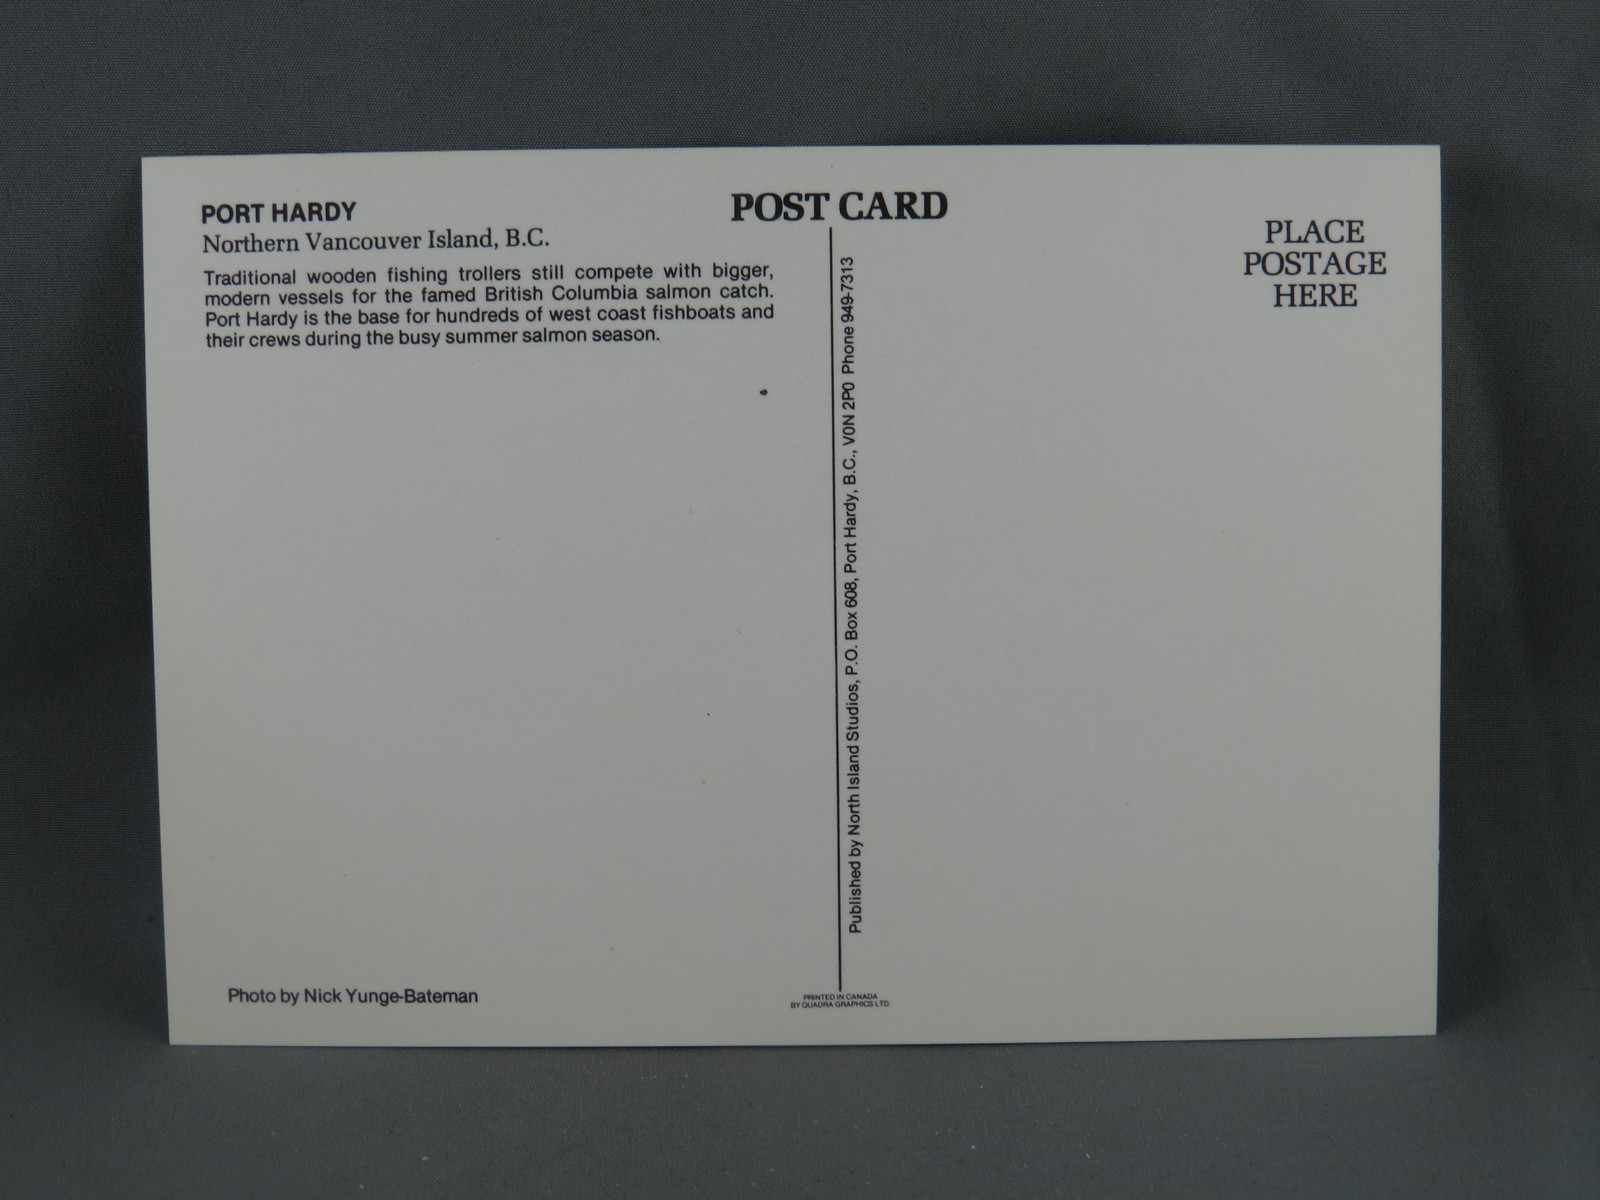 PORT HARDY
Northern Vancouver Island, B.C.
Traditional wooden fishing trollers still compete with bigger,
modern vessels for the famed British Columbia salmon catch.
Port Hardy is the base for hundreds of west coast fishboats and
their crews during the busy summer salmon season.
Photo by Nick Yunge-Bateman
POST CARD
Published by North Island Studios, P.O. Box 608, Port Hardy, B.C., V0N 2P0 Phone 949-7313
PRINTED IN CANADA
BY QUADRA GRAPHICS LTD.
PLACE
POSTAGE
HERE